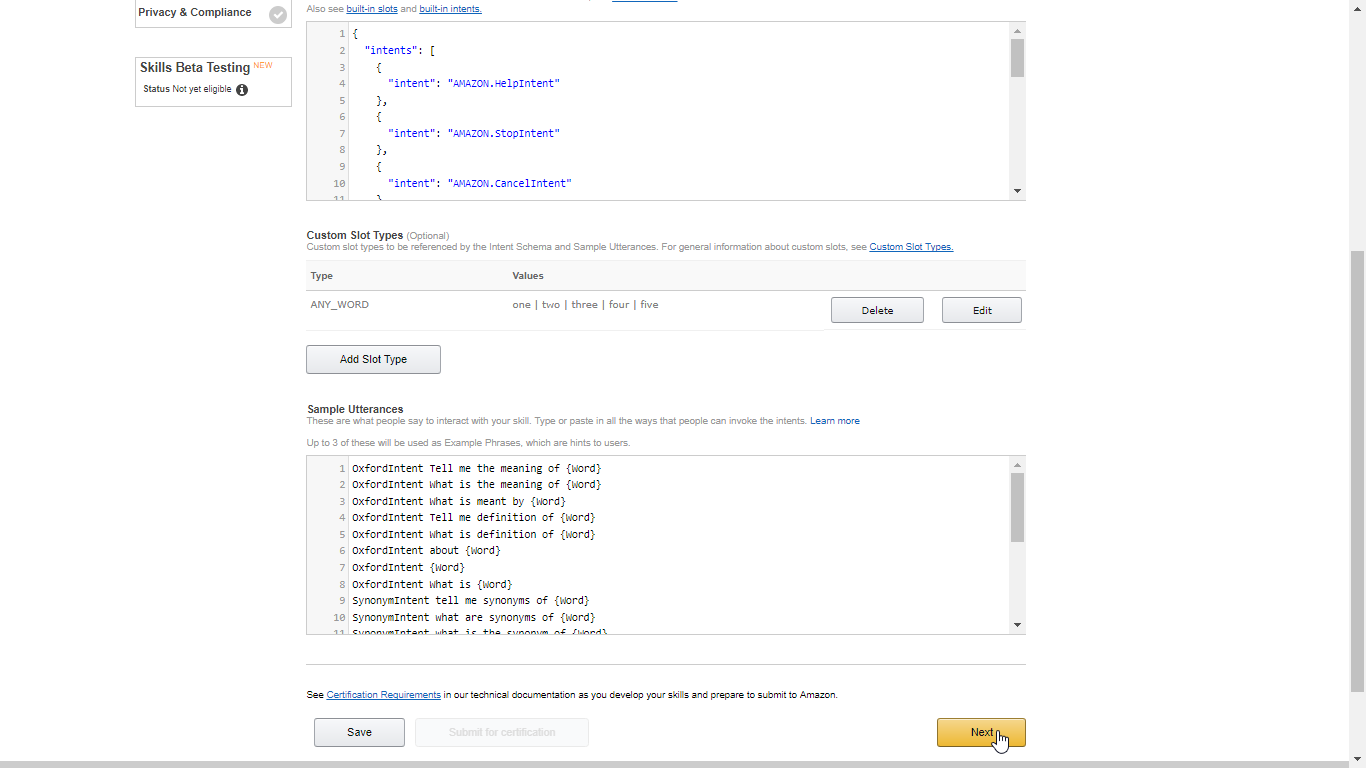 Privacy & Compliance
Skills Beta Testing NEW
Status Not yet eligible
Also see built-in slots and built-in intents.
1 {
2 "intents": [
3 {
4 "intent": "AMAZON.HelpIntent"
5 },
6 {
7 "intent": "AMAZON.StopIntent"
8 },
9 {
10 "intent": "AMAZON.CancelIntent"
11 }
Custom Slot Types (Optional)
Custom slot types to be referenced by the Intent Schema and Sample Utterances. For general information about custom slots, see Custom Slot Types.
Type Values
ANY_WORD one | two | three | four | five Delete Edit
Add Slot Type
Sample Utterances
These are what people say to interact with your skill. Type or paste in all the ways that people can invoke the intents. Learn more
Up to 3 of these will be used as Example Phrases, which are hints to users.
1 OxfordIntent Tell me the meaning of {Word}
2 OxfordIntent What is the meaning of {Word}
3 OxfordIntent What is meant by {Word}
4 OxfordIntent Tell me definition of {Word}
5 OxfordIntent What is definition of {Word}
6 OxfordIntent about {Word}
7 OxfordIntent {Word}
8 OxfordIntent What is {Word}
9 SynonymIntent tell me synonyms of {Word}
10 SynonymIntent what are synonyms of {Word}
11 SynonymIntent what is the synonym of {Word}
See Certification Requirements in our technical documentation as you develop your skills and prepare to submit to Amazon.
Save Submit for certification Next